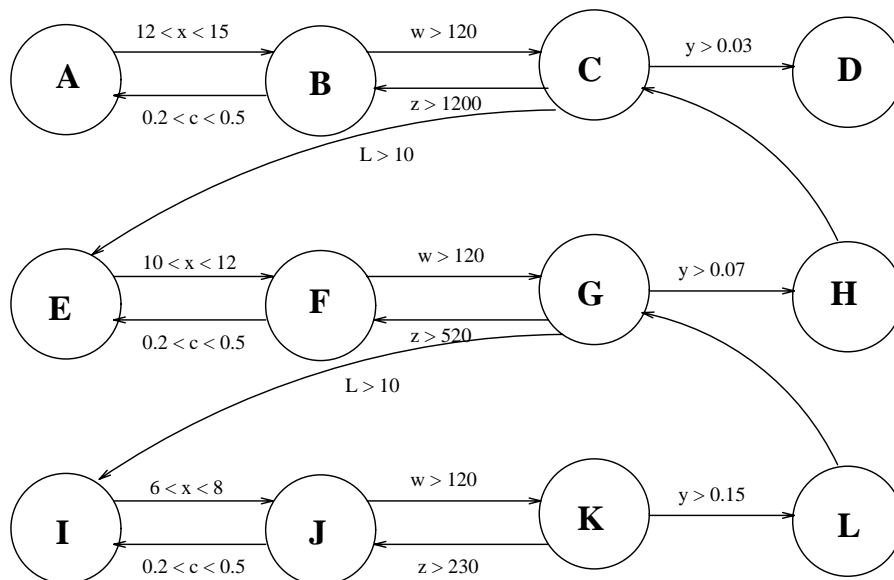 12 < x < 15
w > 120
y > 0.03
A
B
C
D
0.2 < c < 0.5
z > 1200
L > 10
10 < x < 12
w > 120
y > 0.07
E
F
G
H
0.2 < c < 0.5
z > 520
L > 10
6 < x < 8
w > 120
y > 0.15
I
J
K
L
0.2 < c < 0.5
z > 230